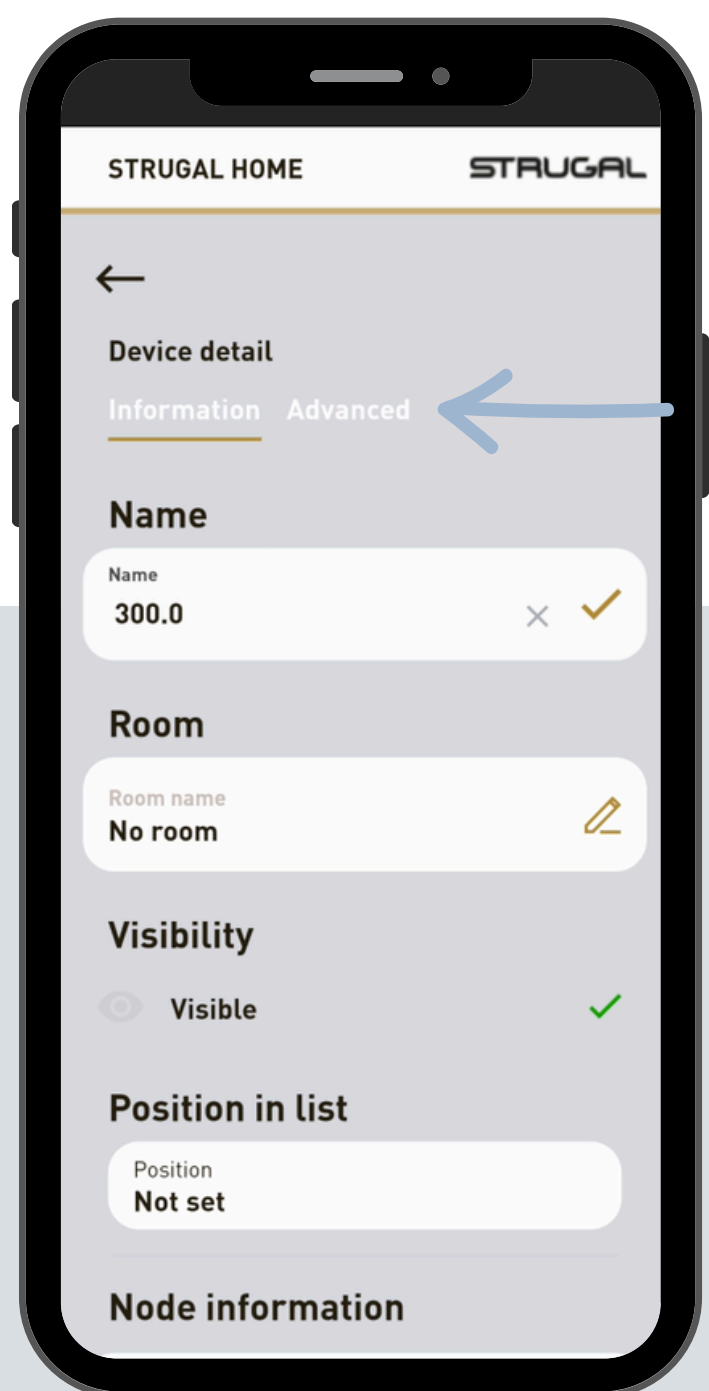 STRUGAL HOME STRUGAL
Device detail
Information Advanced
Name
Name
300.0
Room
Room name
No room
Visibility
Visible
Position in list
Position
Not set
Node information